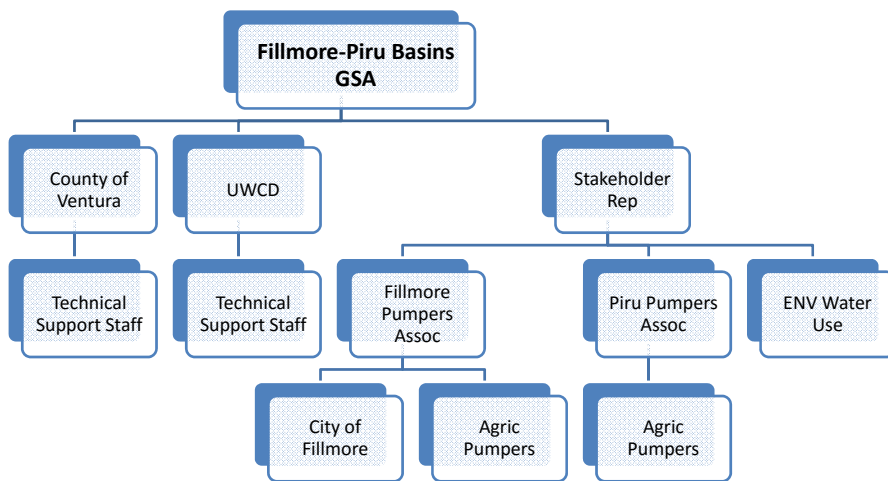 Fillmore-Piru Basins
GSA
County of
Ventura
UWCD
Stakeholder
Rep
Technical
Support Staff
Technical
Support Staff
Fillmore
Pumpers
Assoc
Piru Pumpers
Assoc
ENV Water
Use
City of
Fillmore
Agric
Pumpers
Agric
Pumpers